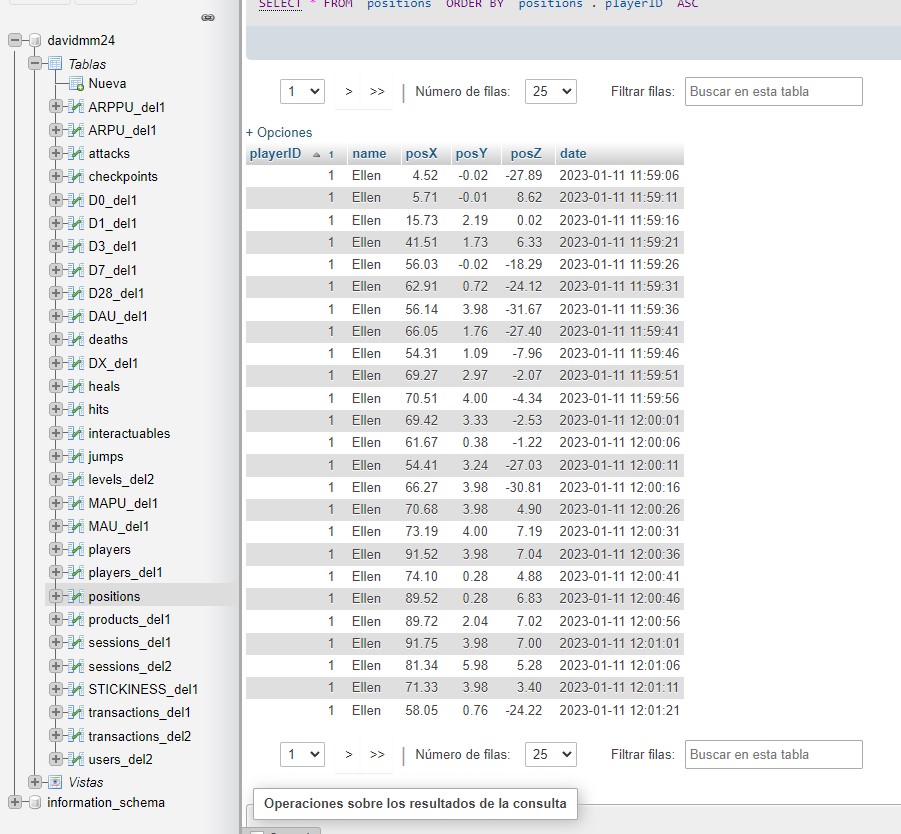 SELECT * FROM `positions` ORDER BY `positions`.`playerID` ASC
davidmm24
Tablas
Nueva
ARPPU_del1
ARPU_del1
attacks
checkpoints
D0_del1
D1_del1
D3_del1
D7_del1
D28_del1
DAU_del1
deaths
DX_del1
heals
hits
interactuables
jumps
levels_del2
MAPU_del1
MAU_del1
players
players_del1
positions
products_del1
sessions_del1
sessions_del2
STICKINESS_del1
transactions_del1
transactions_del2
users_del2
Vistas
information_schema
1 > >> | Número de filas: 25 Filtrar filas: Buscar en esta tabla
+ Opciones
playerID 1 name posX posY posZ date
1 Ellen 4.52 -0.02 -27.89 2023-01-11 11:59:06
1 Ellen 5.71 -0.01 8.62 2023-01-11 11:59:11
1 Ellen 15.73 2.19 0.02 2023-01-11 11:59:16
1 Ellen 41.51 1.73 6.33 2023-01-11 11:59:21
1 Ellen 56.03 -0.02 -18.29 2023-01-11 11:59:26
1 Ellen 62.91 0.72 -24.12 2023-01-11 11:59:31
1 Ellen 56.14 3.98 -31.67 2023-01-11 11:59:36
1 Ellen 66.05 1.76 -27.40 2023-01-11 11:59:41
1 Ellen 54.31 1.09 -7.96 2023-01-11 11:59:46
1 Ellen 69.27 2.97 -2.07 2023-01-11 11:59:51
1 Ellen 70.51 4.00 -4.34 2023-01-11 11:59:56
1 Ellen 69.42 3.33 -2.53 2023-01-11 12:00:01
1 Ellen 61.67 0.38 -1.22 2023-01-11 12:00:06
1 Ellen 54.41 3.24 -27.03 2023-01-11 12:00:11
1 Ellen 66.27 3.98 -30.81 2023-01-11 12:00:16
1 Ellen 70.68 3.98 4.90 2023-01-11 12:00:26
1 Ellen 73.19 4.00 7.19 2023-01-11 12:00:31
1 Ellen 91.52 3.98 7.04 2023-01-11 12:00:36
1 Ellen 74.10 0.28 4.88 2023-01-11 12:00:41
1 Ellen 89.52 0.28 6.83 2023-01-11 12:00:46
1 Ellen 89.72 2.04 7.02 2023-01-11 12:00:56
1 Ellen 91.75 3.98 7.00 2023-01-11 12:01:01
1 Ellen 81.34 5.98 5.28 2023-01-11 12:01:06
1 Ellen 71.33 3.98 3.40 2023-01-11 12:01:11
1 Ellen 58.05 0.76 -24.22 2023-01-11 12:01:21
1 > >> | Número de filas: 25 Filtrar filas: Buscar en esta tabla
Operaciones sobre los resultados de la consulta